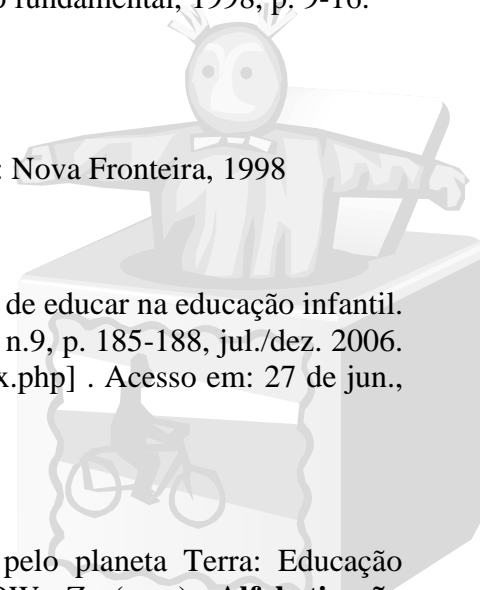 fundamental, 1998, p. 9-16.
: Nova Fronteira, 1998
de educar na educação infantil.
n.9, p. 185-188, jul./dez. 2006.
x.php] . Acesso em: 27 de jun.,
pelo planeta Terra: Educação